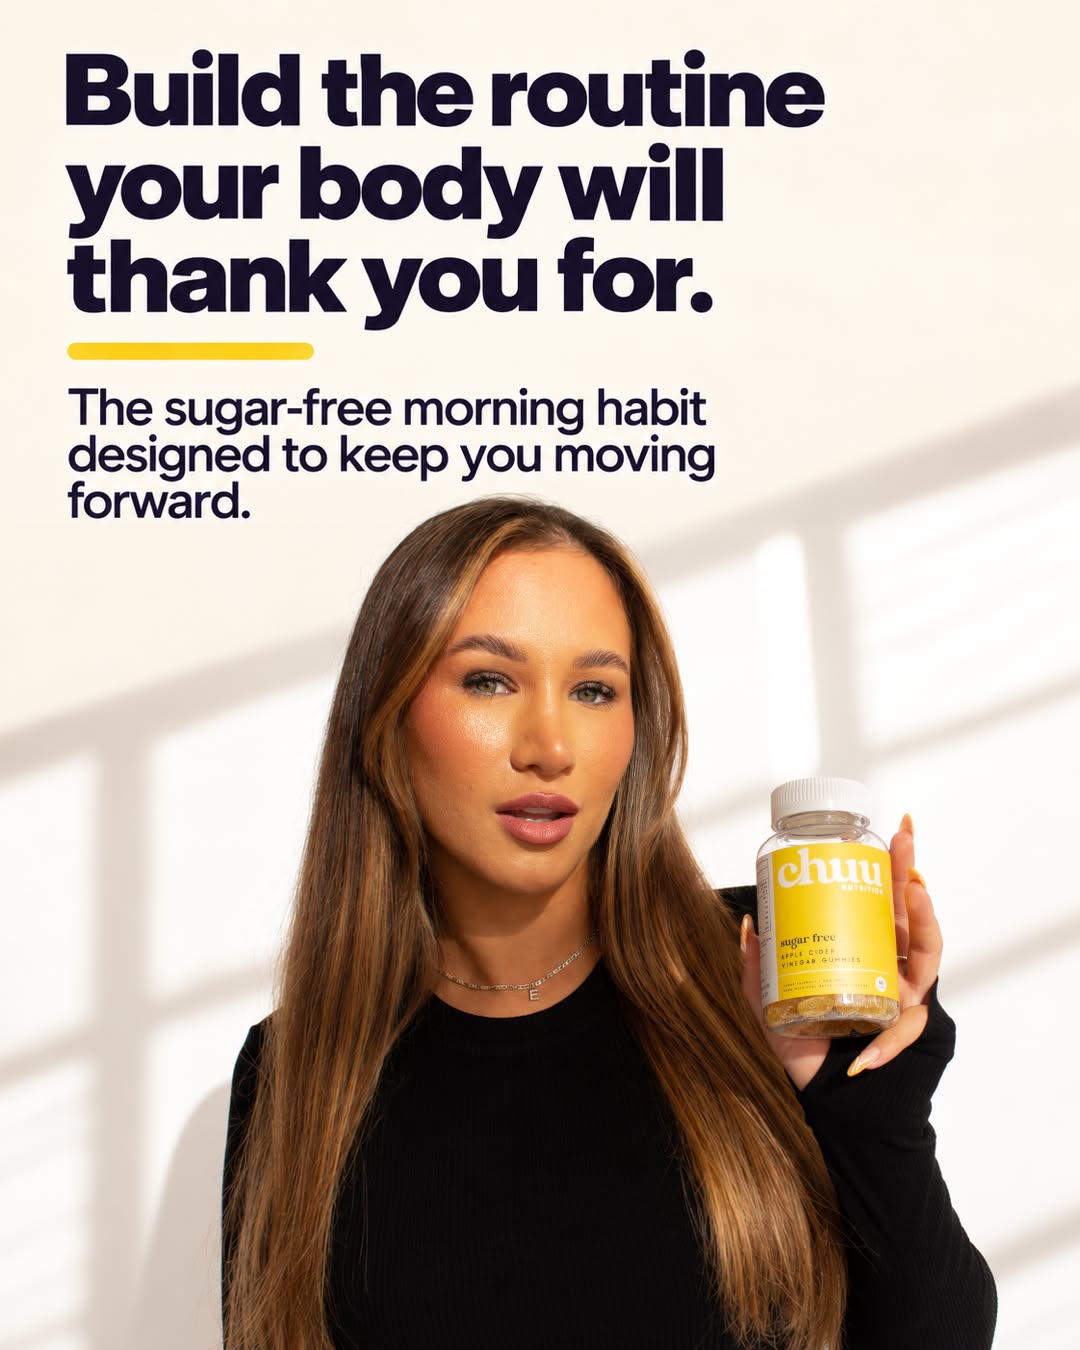 Build the routine
your body will
thank you for.
The sugar-free morning habit
designed to keep you moving
forward.
chuu
NUTRITION
sugar free
APPLE CIDER
VINEGAR GUMMIES
E